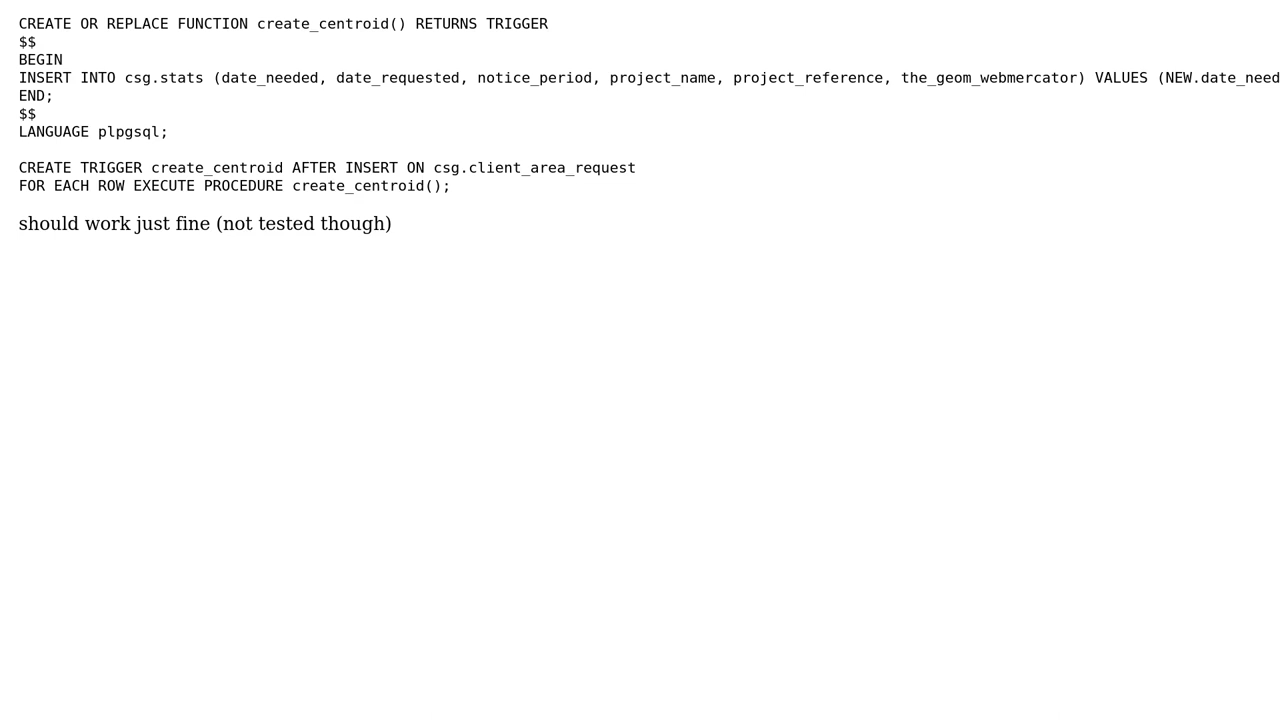 CREATE OR REPLACE FUNCTION create_centroid() RETURNS TRIGGER
$$
BEGIN
INSERT INTO csg.stats (date_needed, date_requested, notice_period, project_name, project_reference, the_geom_webmercator) VALUES (NEW.date_need
END;
$$
LANGUAGE plpgsql;
CREATE TRIGGER create_centroid AFTER INSERT ON csg.client_area_request
FOR EACH ROW EXECUTE PROCEDURE create_centroid();
should work just fine (not tested though)